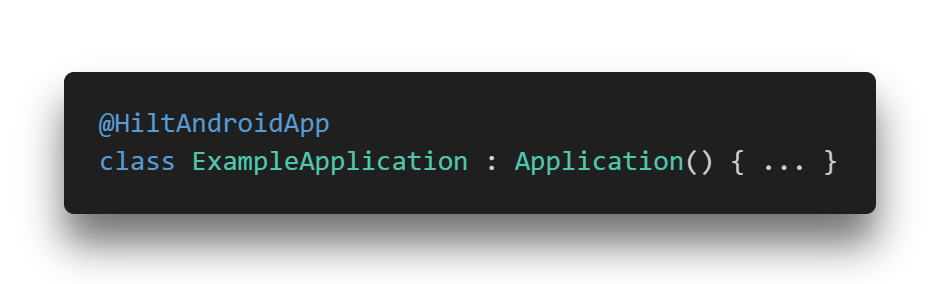 @HiltAndroidApp
class ExampleApplication : Application() { ... }